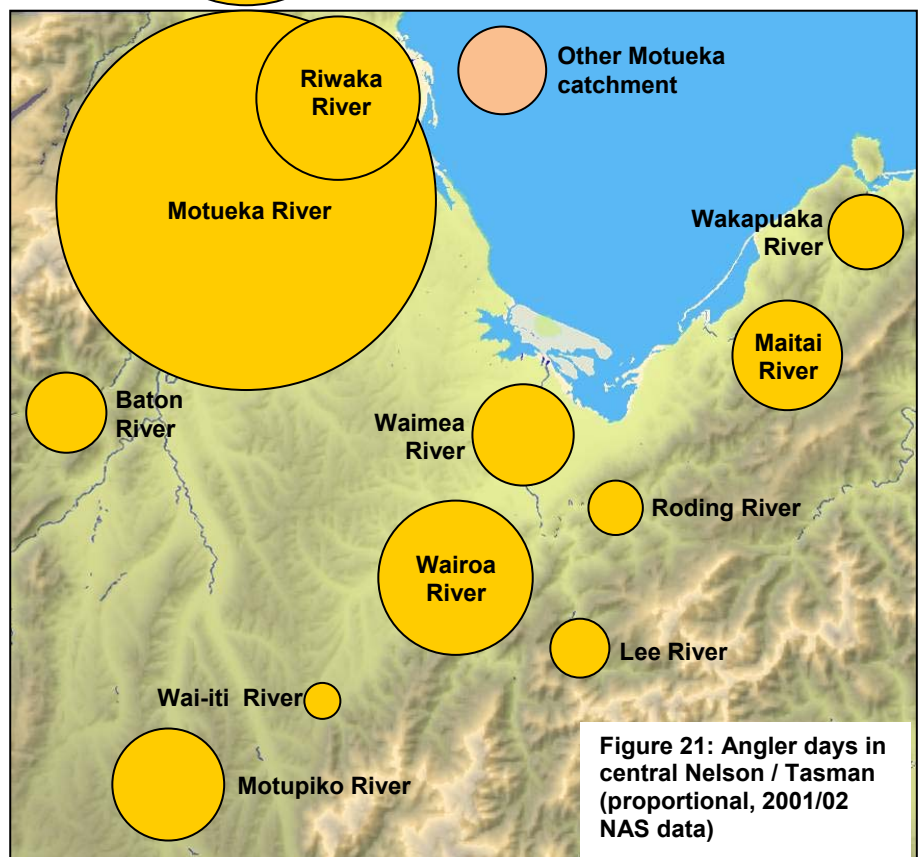 Other Motueka
catchment
Riwaka
River
Motueka River
Wakapuaka
River
Maitai
River
Baton
River
Waimea
River
Roding River
Wairoa
River
Lee River
Wai-iti River
Motupiko River
Figure 21: Angler days in
central Nelson / Tasman
(proportional, 2001/02
NAS data)